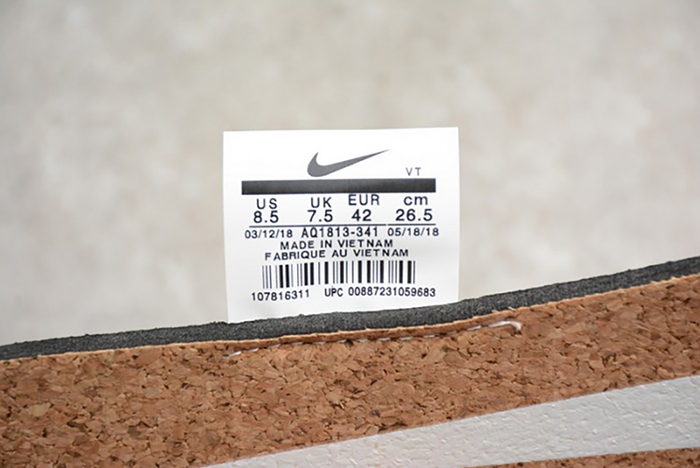 VT
US UK EUR cm
8.5 7.5 42 26.5
03/12/18 AQ1813-341 05/18/18
MADE IN VIETNAM
FABRIQUE AU VIETNAM
107816311 UPC 00887231059683